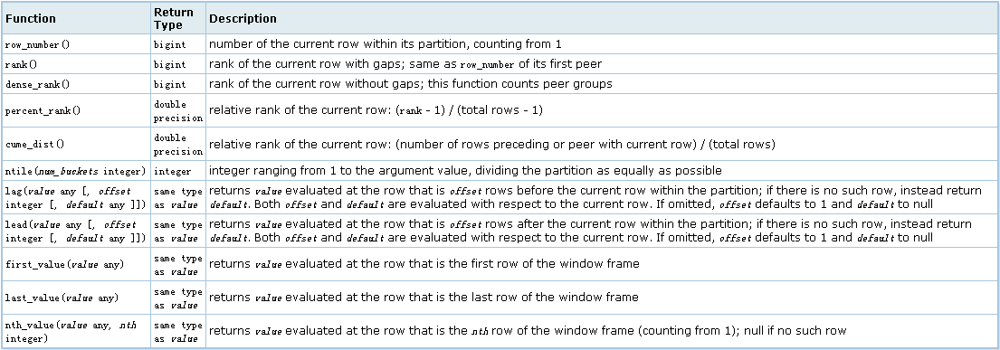 Function Return Type Description
row_number() bigint number of the current row within its partition, counting from 1
rank() bigint rank of the current row with gaps; same as row_number of its first peer
dense_rank() bigint rank of the current row without gaps; this function counts peer groups
percent_rank() double precision relative rank of the current row: (rank - 1) / (total rows - 1)
cume_dist() double precision relative rank of the current row: (number of rows preceding or peer with current row) / (total rows)
ntile(num_buckets integer) integer integer ranging from 1 to the argument value, dividing the partition as equally as possible
lag(value any [, offset integer [, default any ]]) same type as value returns value evaluated at the row that is offset rows before the current row within the partition; if there is no such row, instead return default. Both offset and default are evaluated with respect to the current row. If omitted, offset defaults to 1 and default to null
lead(value any [, offset integer [, default any ]]) same type as value returns value evaluated at the row that is offset rows after the current row within the partition; if there is no such row, instead return default. Both offset and default are evaluated with respect to the current row. If omitted, offset defaults to 1 and default to null
first_value(value any) same type as value returns value evaluated at the row that is the first row of the window frame
last_value(value any) same type as value returns value evaluated at the row that is the last row of the window frame
nth_value(value any, nth integer) same type as value returns value evaluated at the row that is the nth row of the window frame (counting from 1); null if no such row